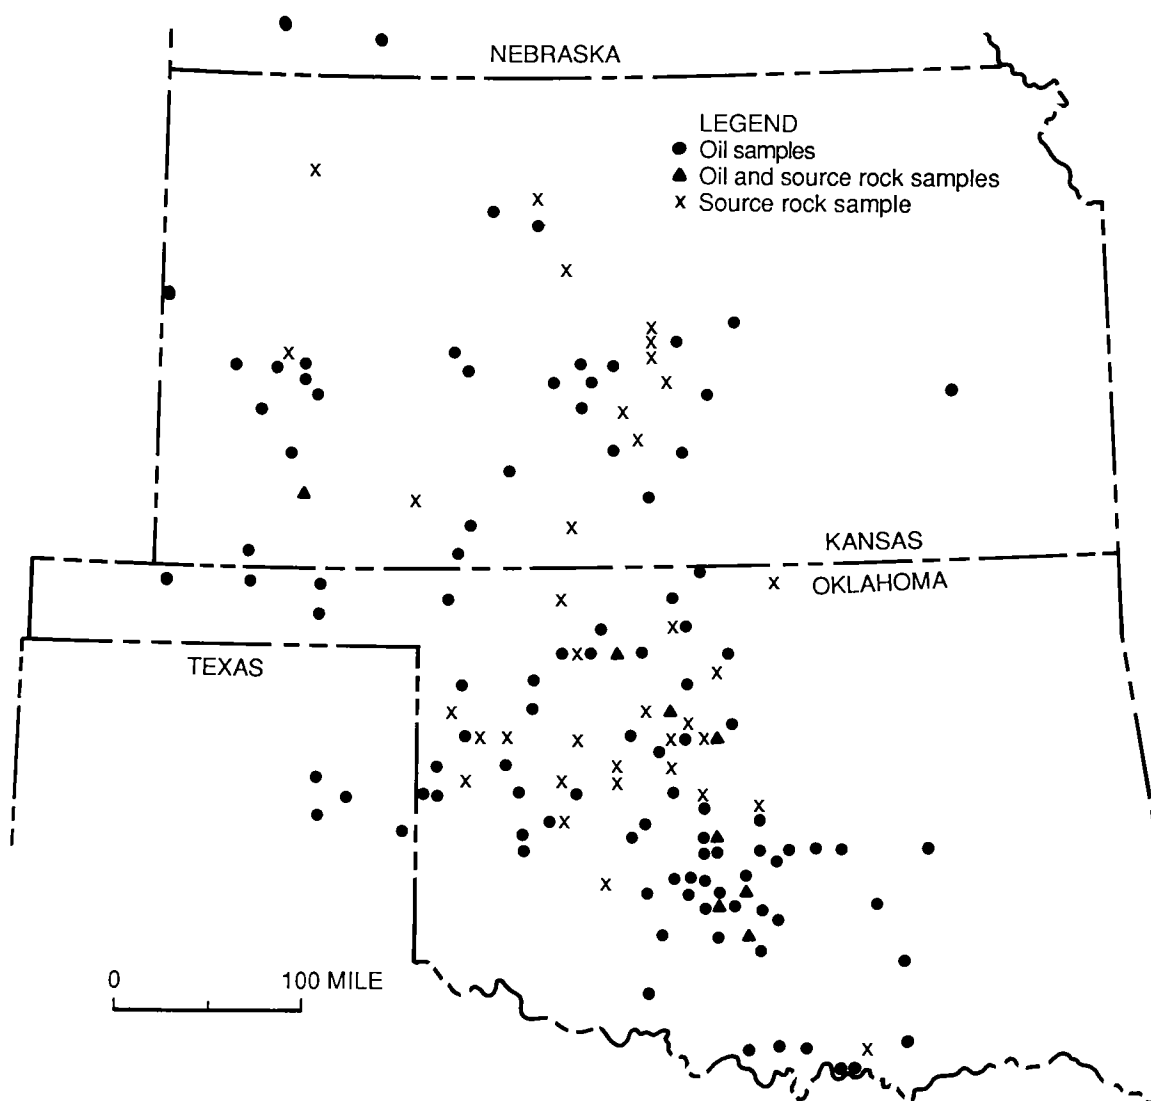 NEBRASKA
LEGEND
Oil samples
Oil and source rock samples
x Source rock sample
KANSAS
OKLAHOMA
TEXAS
0 100 MILE